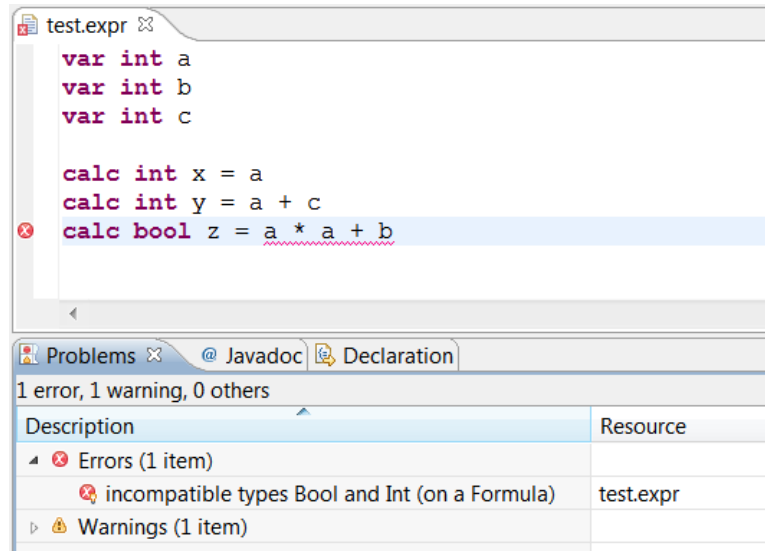 test.expr
var int a
var int b
var int c
calc int x = a
calc int y = a + c
calc bool z = a * a + b
Problems @ Javadoc Declaration
1 error, 1 warning, 0 others
Description Resource
Errors (1 item)
incompatible types Bool and Int (on a Formula) test.expr
Warnings (1 item)